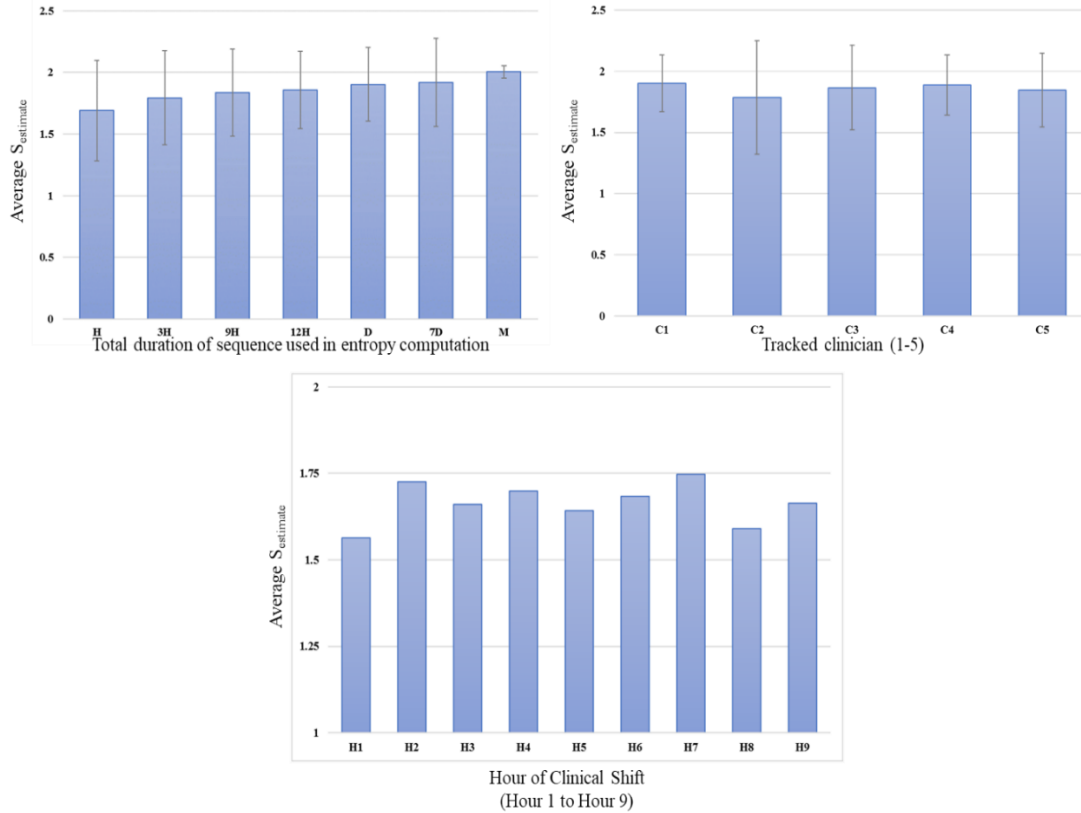 2.5
2
1.5
1
0.5
0
Average S_estimate
H 3H 9H 12H D 7D M
Total duration of sequence used in entropy computation
2.5
2
1.5
1
0.5
0
Average S_estimate
C1 C2 C3 C4 C5
Tracked clinician (1-5)
2
1.75
1.5
1.25
1
Average S_estimate
H1 H2 H3 H4 H5 H6 H7 H8 H9
Hour of Clinical Shift
(Hour 1 to Hour 9)